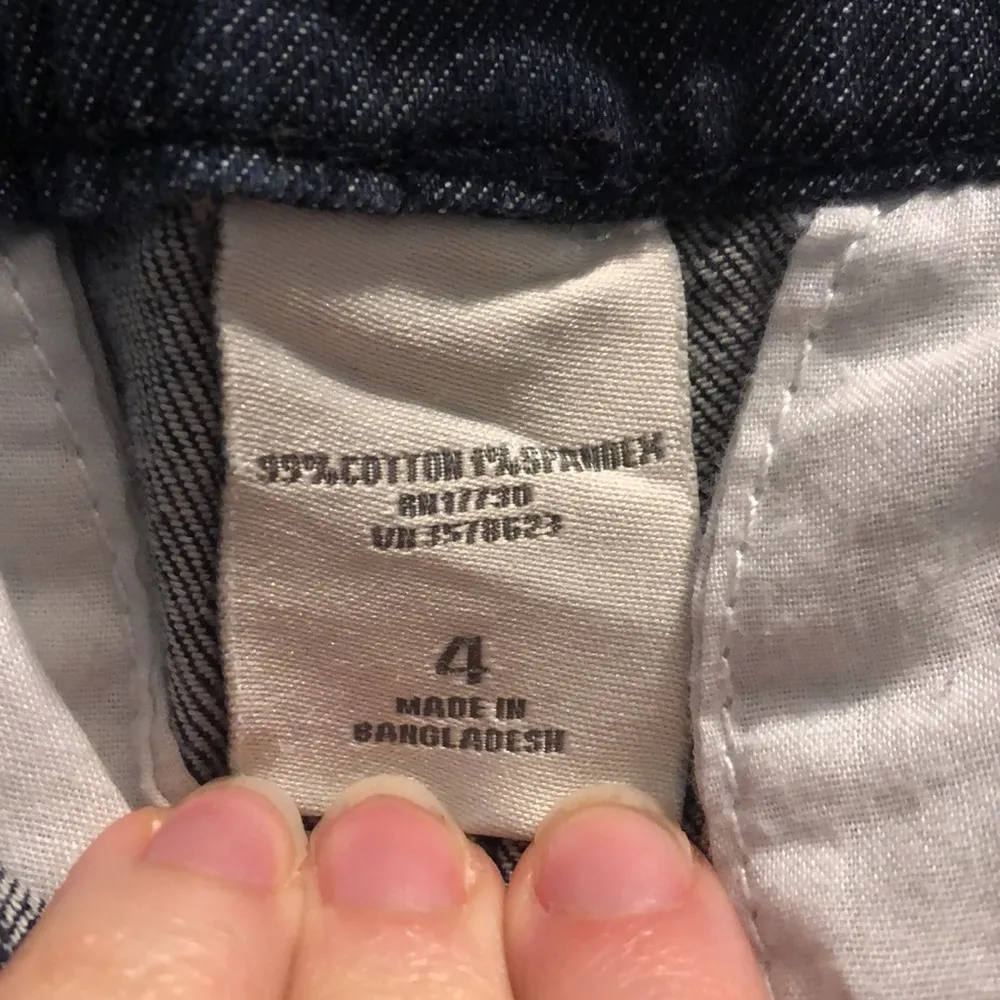 99%COTTON 1%SPANDEX
RN17730
VN 3578623
4
MADE IN
BANGLADESH